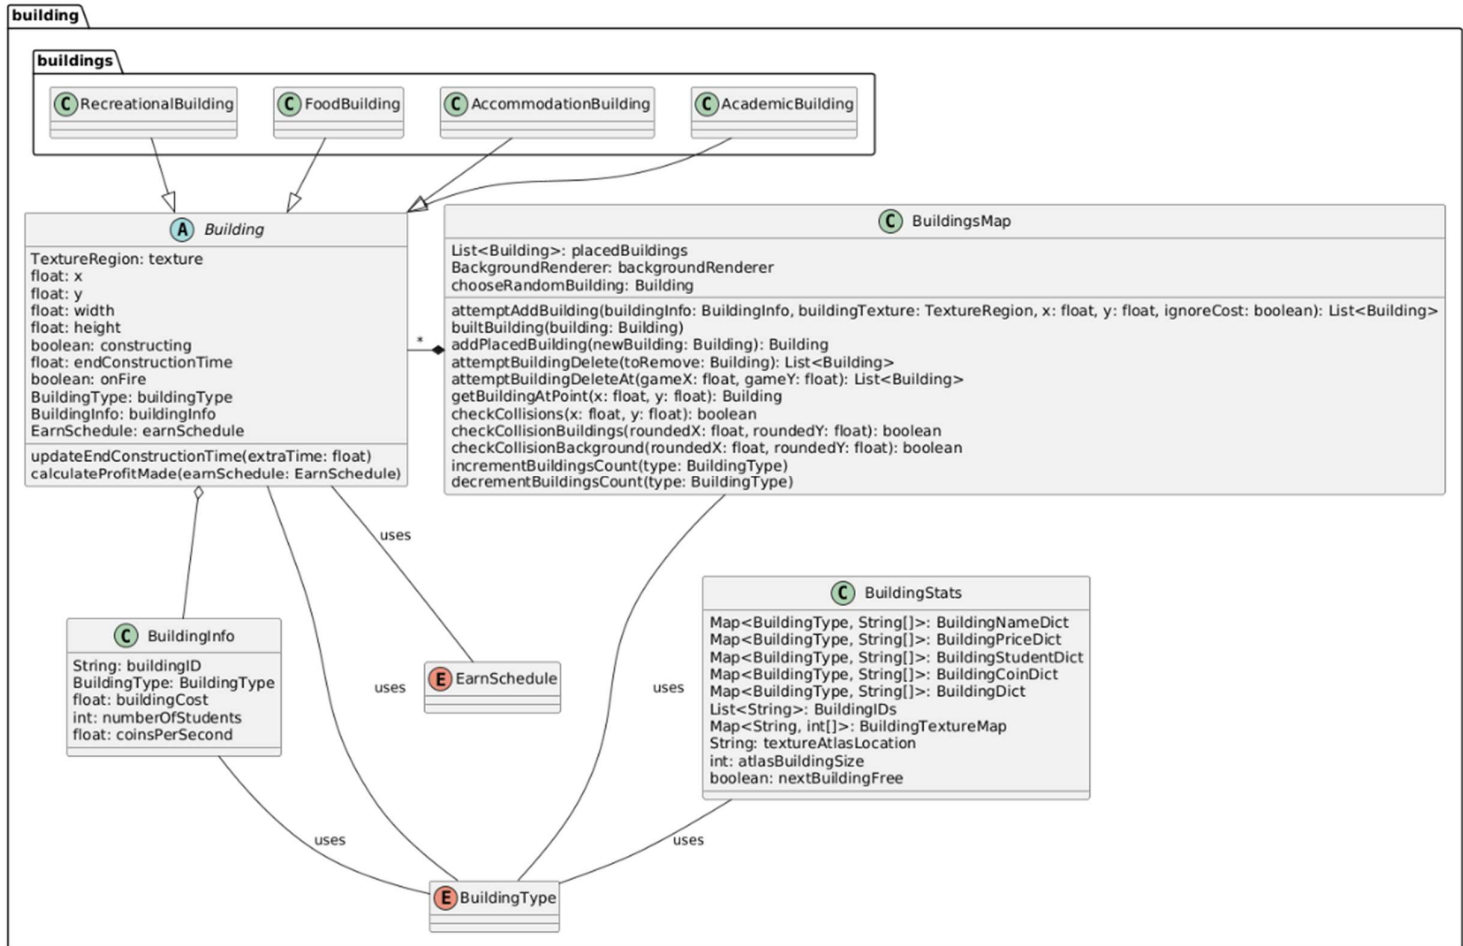 building
buildings
C RecreationalBuilding
C FoodBuilding
C AccommodationBuilding
C AcademicBuilding
A Building
TextureRegion: texture
float: x
float: y
float: width
float: height
boolean: constructing
float: endConstructionTime
boolean: onFire
BuildingType: buildingType
BuildingInfo: buildingInfo
EarnSchedule: earnSchedule
updateEndConstructionTime(extraTime: float)
calculateProfitMade(earnSchedule: EarnSchedule)
*
C BuildingsMap
List<Building>: placedBuildings
BackgroundRenderer: backgroundRenderer
chooseRandomBuilding: Building
attemptAddBuilding(buildingInfo: BuildingInfo, buildingTexture: TextureRegion, x: float, y: float, ignoreCost: boolean): List<Building>
builtBuilding(building: Building)
addPlacedBuilding(newBuilding: Building): Building
attemptBuildingDelete(toRemove: Building): List<Building>
attemptBuildingDeleteAt(gameX: float, gameY: float): List<Building>
getBuildingAtPoint(x: float, y: float): Building
checkCollisions(x: float, y: float): boolean
checkCollisionBuildings(roundedX: float, roundedY: float): boolean
checkCollisionBackground(roundedX: float, roundedY: float): boolean
incrementBuildingsCount(type: BuildingType)
decrementBuildingsCount(type: BuildingType)
uses
C BuildingInfo
String: buildingID
BuildingType: BuildingType
float: buildingCost
int: numberOfStudents
float: coinsPerSecond
E EarnSchedule
uses
uses
C BuildingStats
Map<BuildingType, String[]>: BuildingNameDict
Map<BuildingType, String[]>: BuildingPriceDict
Map<BuildingType, String[]>: BuildingStudentDict
Map<BuildingType, String[]>: BuildingCoinDict
Map<BuildingType, String[]>: BuildingDict
List<String>: BuildingIDs
Map<String, int[]>: BuildingTextureMap
String: textureAtlasLocation
int: atlasBuildingSize
boolean: nextBuildingFree
uses
uses
E BuildingType